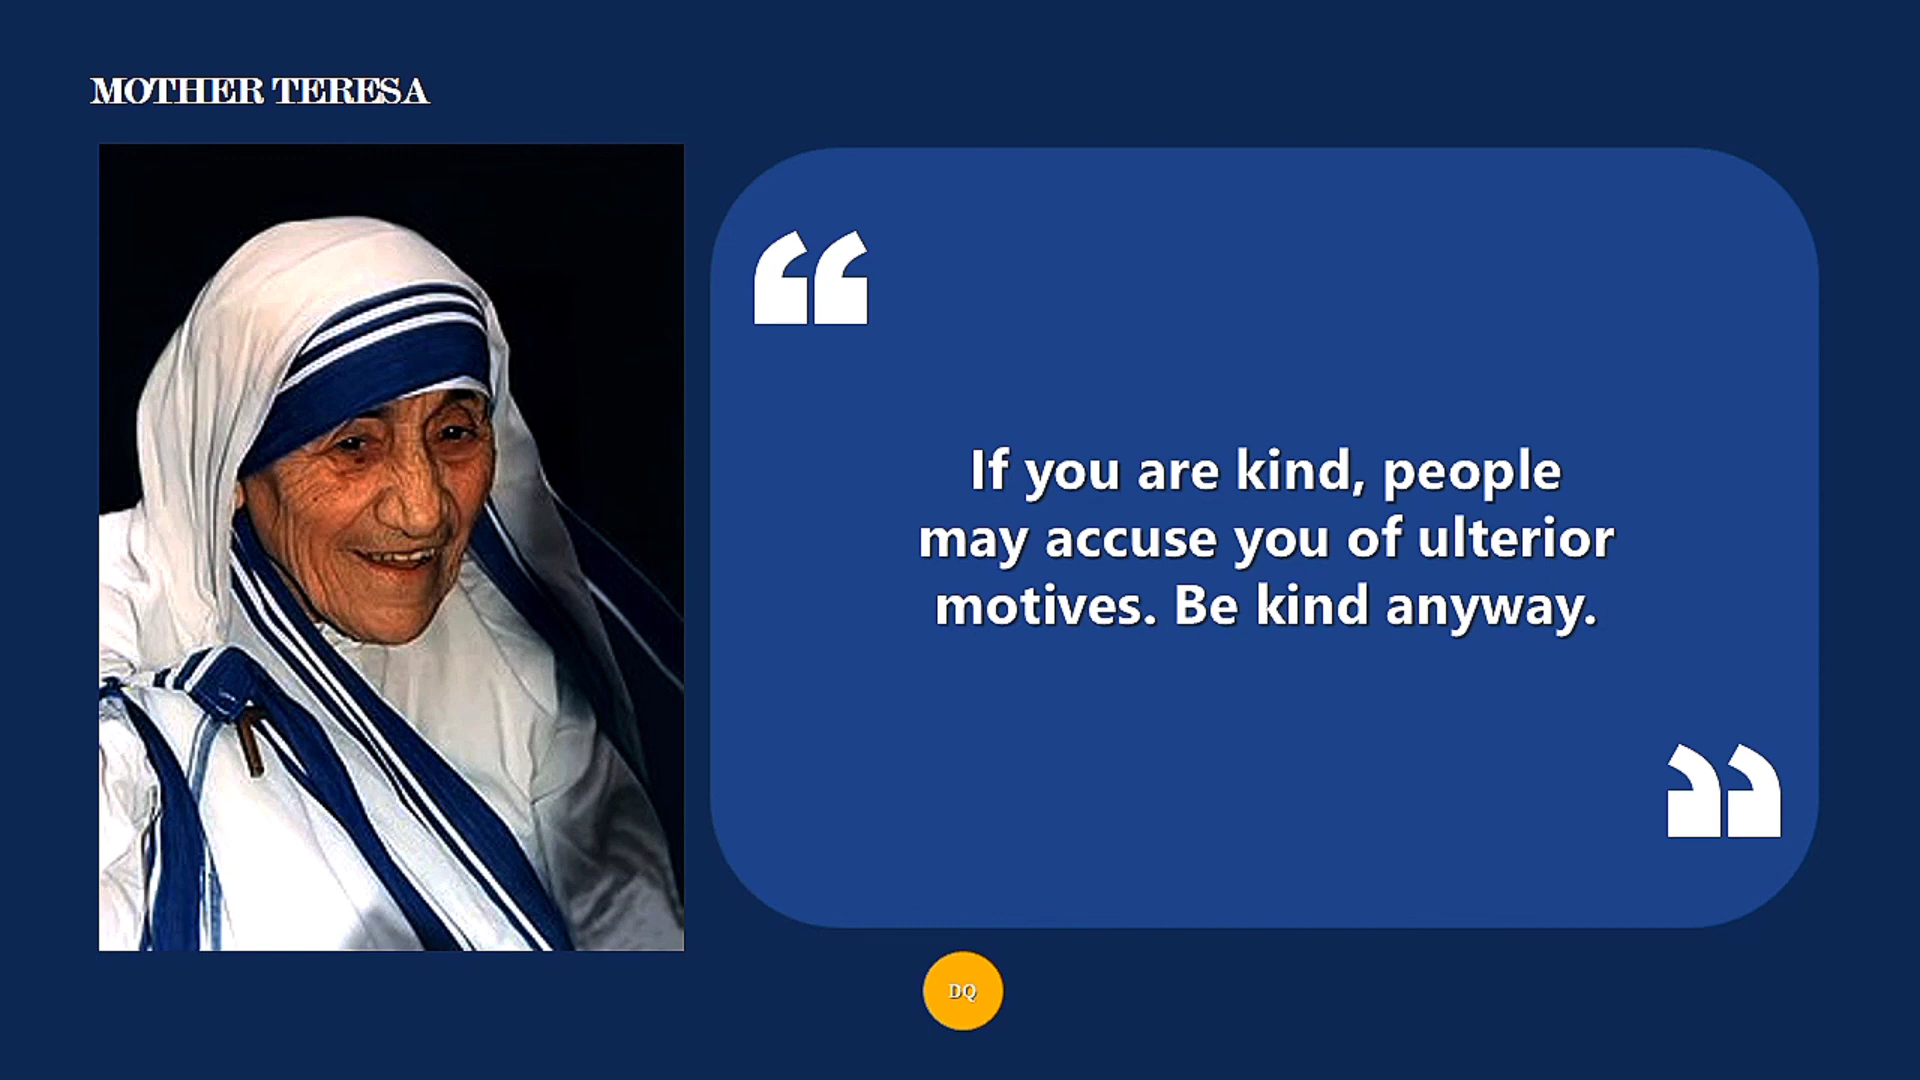 MOTHER TERESA
“
If you are kind, people
may accuse you of ulterior
motives. Be kind anyway.
”
DQ